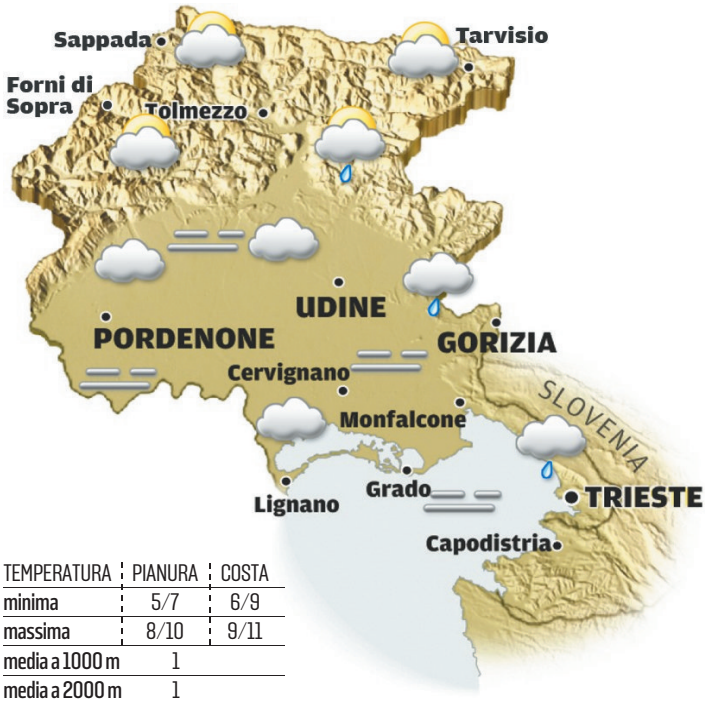 Sappada
Tarvisio
Forni di
Sopra
Tolmezzo
UDINE
PORDENONE
GORIZIA
Cervignano
SLOVENIA
Monfalcone
Grado
Lignano
TRIESTE
Capodistria
TEMPERATURA PIANURA COSTA
minima 5/7 6/9
massima 8/10 9/11
media a 1000 m 1
media a 2000 m 1